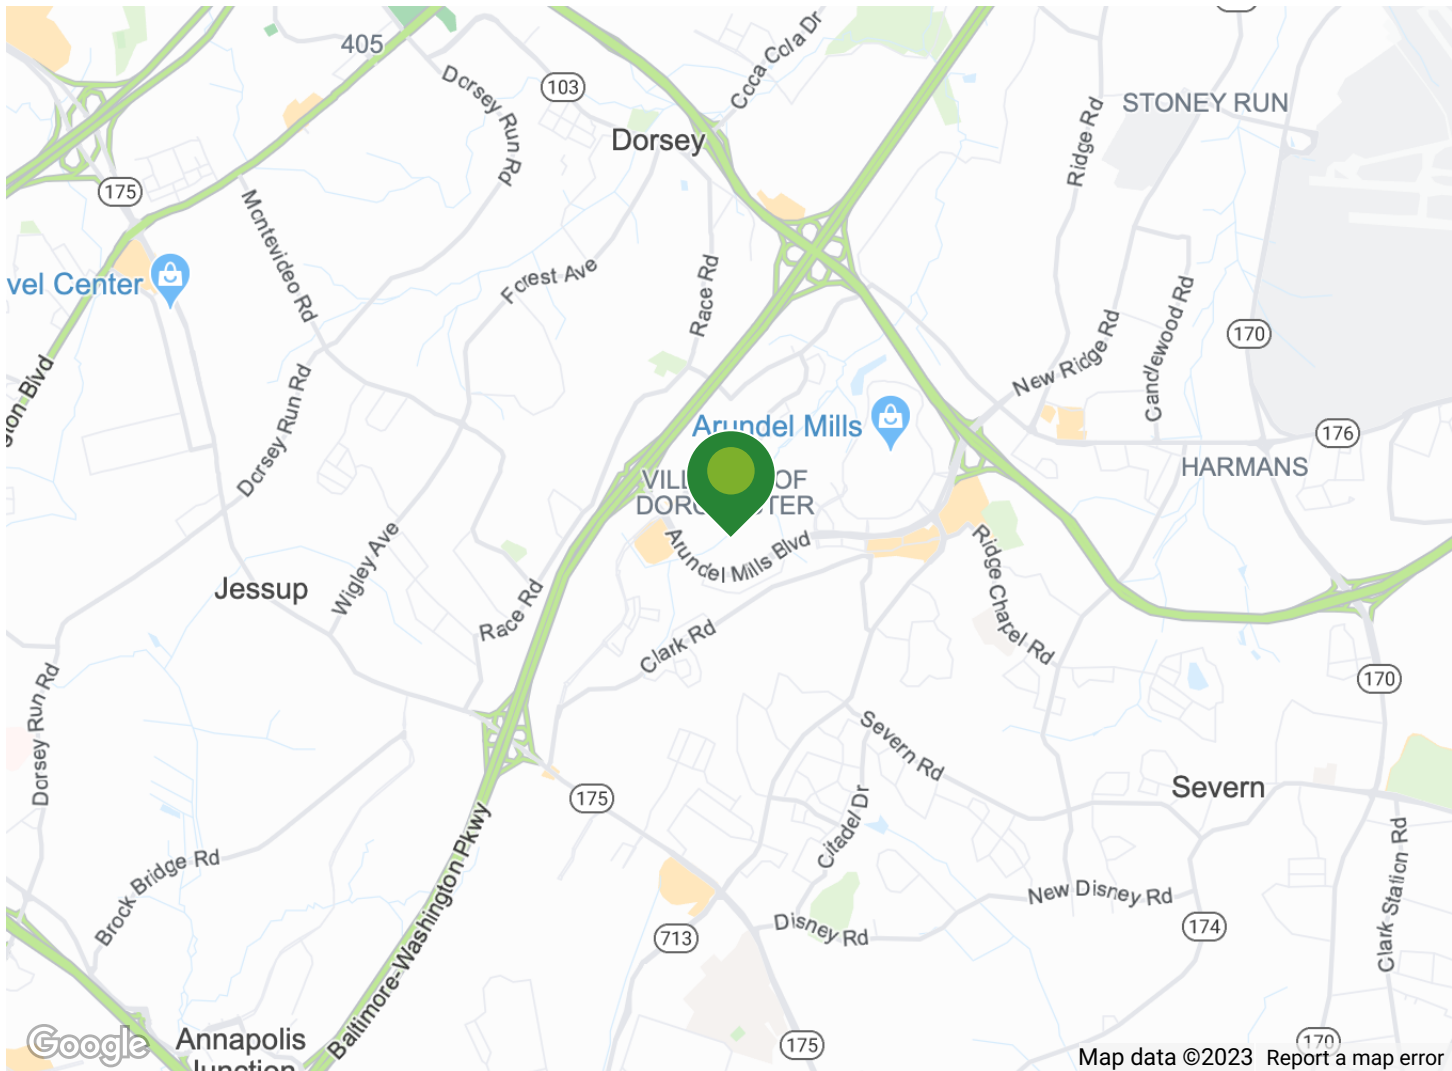 405
Dorsey Run Rd
103
Cocca Cola Dr
STONEY RUN
Dorsey
Ridge Rd
175
Montevideo Rd
vel Center
Forest Ave
Race Rd
Candlewood Rd
170
New Ridge Rd
Blvd
Dorsey Run Rd
Arundel Mills
176
HARMANS
OF
Arundel Mills Blvd
Wigley Ave
Ridge Chapel Rd
Jessup
Race Rd
Clark Rd
170
Dorsey Run Rd
Severn Rd
Severn
175
Citadel Dr
Baltimore-Washington Pkwy
Clark Station Rd
Brock Bridge Rd
New Disney Rd
Disney Rd
713
174
Google
Annapolis
Junction
175
170
Map data ©2023 Report a map error